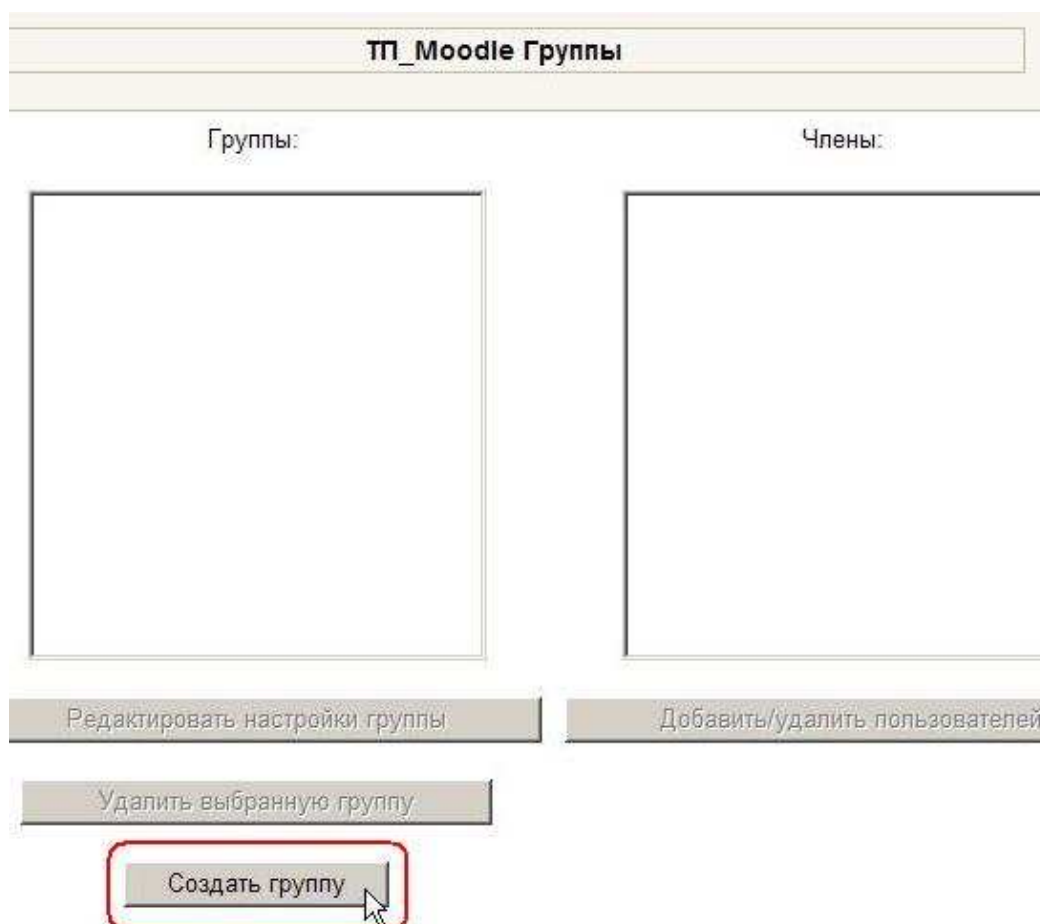 ТП_Moodle Группы
Группы:
Члены:
Редактировать настройки группы
Добавить/удалить пользователей
Удалить выбранную группу
Создать группу